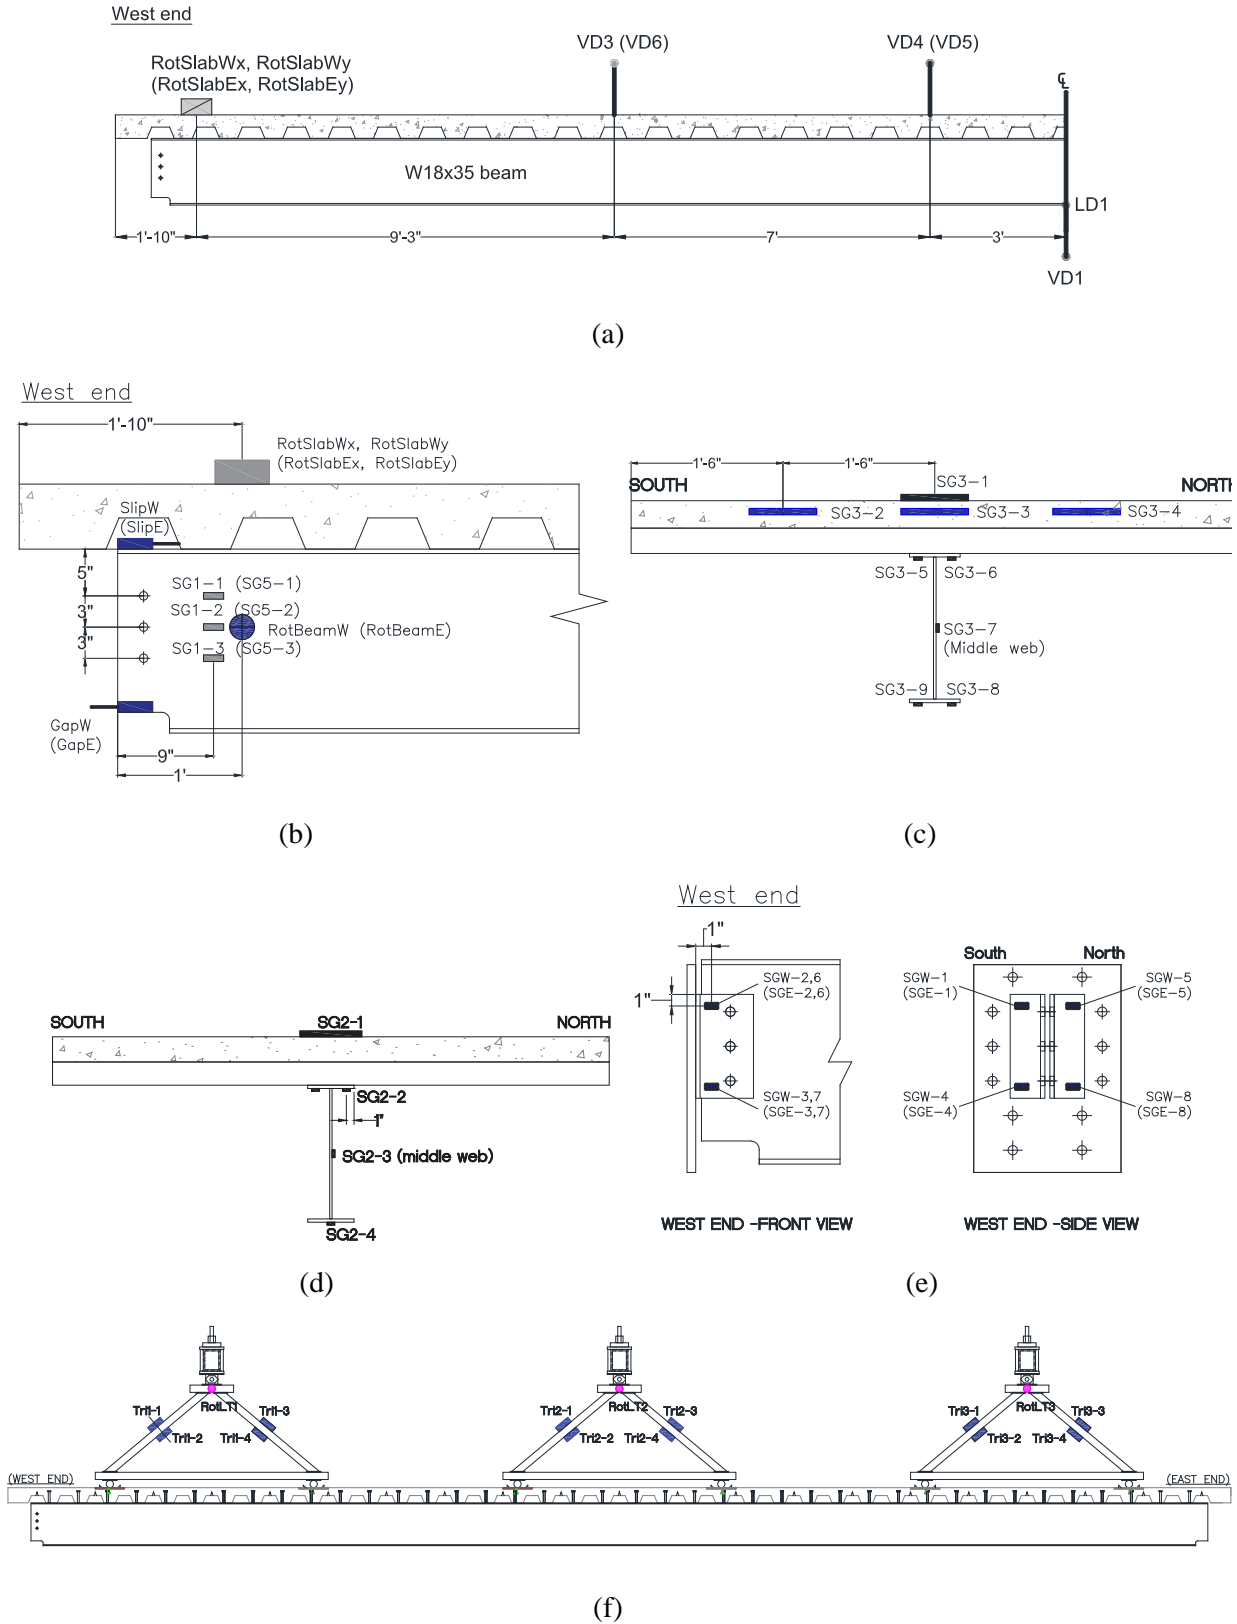 West end
VD3 (VD6)
VD4 (VD5)
RotSlabWx, RotSlabWy
(RotSlabEx, RotSlabEy)
℄
W18x35 beam
LD1
1'-10"
9'-3"
7'
3'
VD1
(a)
West end
1'-10"
RotSlabWx, RotSlabWy
(RotSlabEx, RotSlabEy)
SlipW
(SlipE)
5"
SG1-1 (SG5-1)
3"
SG1-2 (SG5-2)
RotBeamW (RotBeamE)
3"
SG1-3 (SG5-3)
GapW
(GapE)
9"
1'
(b)
1'-6"
1'-6"
SG3-1
SOUTH
NORTH
SG3-2
SG3-3
SG3-4
SG3-5
SG3-6
SG3-7
(Middle web)
SG3-9
SG3-8
(c)
SOUTH
SG2-1
NORTH
SG2-2
1"
SG2-3 (middle web)
SG2-4
(d)
West end
1"
1"
SGW-2,6
(SGE-2,6)
SGW-3,7
(SGE-3,7)
WEST END -FRONT VIEW
South
North
SGW-1
(SGE-1)
SGW-5
(SGE-5)
SGW-4
(SGE-4)
SGW-8
(SGE-8)
WEST END -SIDE VIEW
(e)
Tri1-1
RotLT1
Tri1-3
Tri1-2
Tri1-4
Tri2-1
RotLT2
Tri2-3
Tri2-2
Tri2-4
Tri3-1
RotLT3
Tri3-3
Tri3-2
Tri3-4
(WEST END)
(EAST END)
(f)